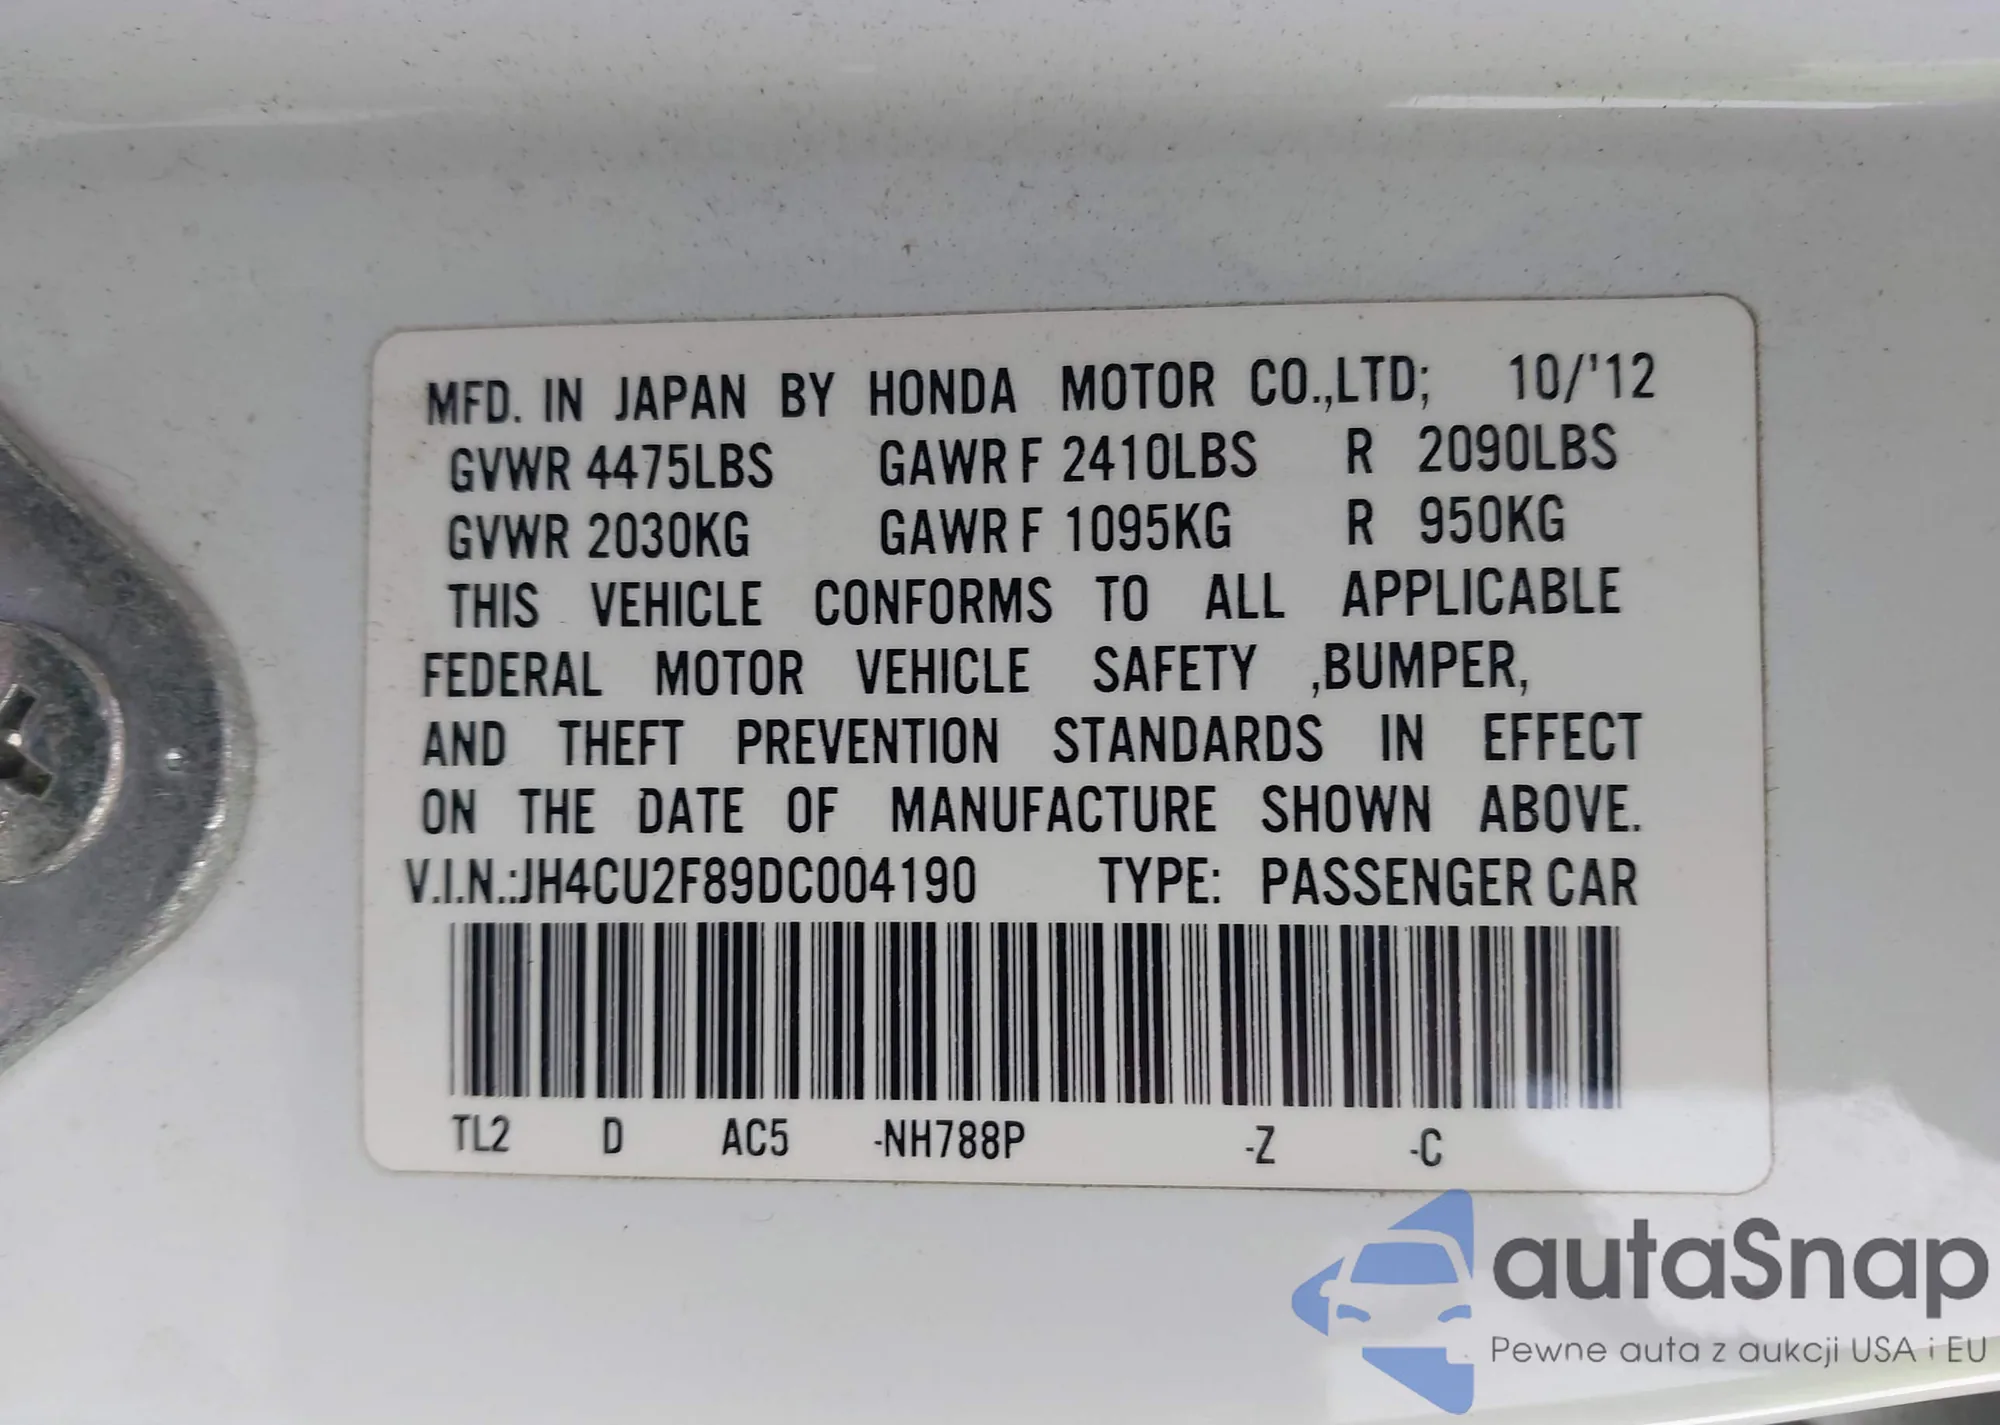 MFD. IN JAPAN BY HONDA MOTOR CO.,LTD; 10/'12
GVWR 4475LBS GAWR F 2410LBS R 2090LBS
GVWR 2030KG GAWR F 1095KG R 950KG
THIS VEHICLE CONFORMS TO ALL APPLICABLE
FEDERAL MOTOR VEHICLE SAFETY ,BUMPER,
AND THEFT PREVENTION STANDARDS IN EFFECT
ON THE DATE OF MANUFACTURE SHOWN ABOVE.
V.I.N.:JH4CU2F89DC004190 TYPE: PASSENGER CAR
TL2 D AC5 -NH788P -Z -C
autaSnap
Pewne auta z aukcji USA i EU